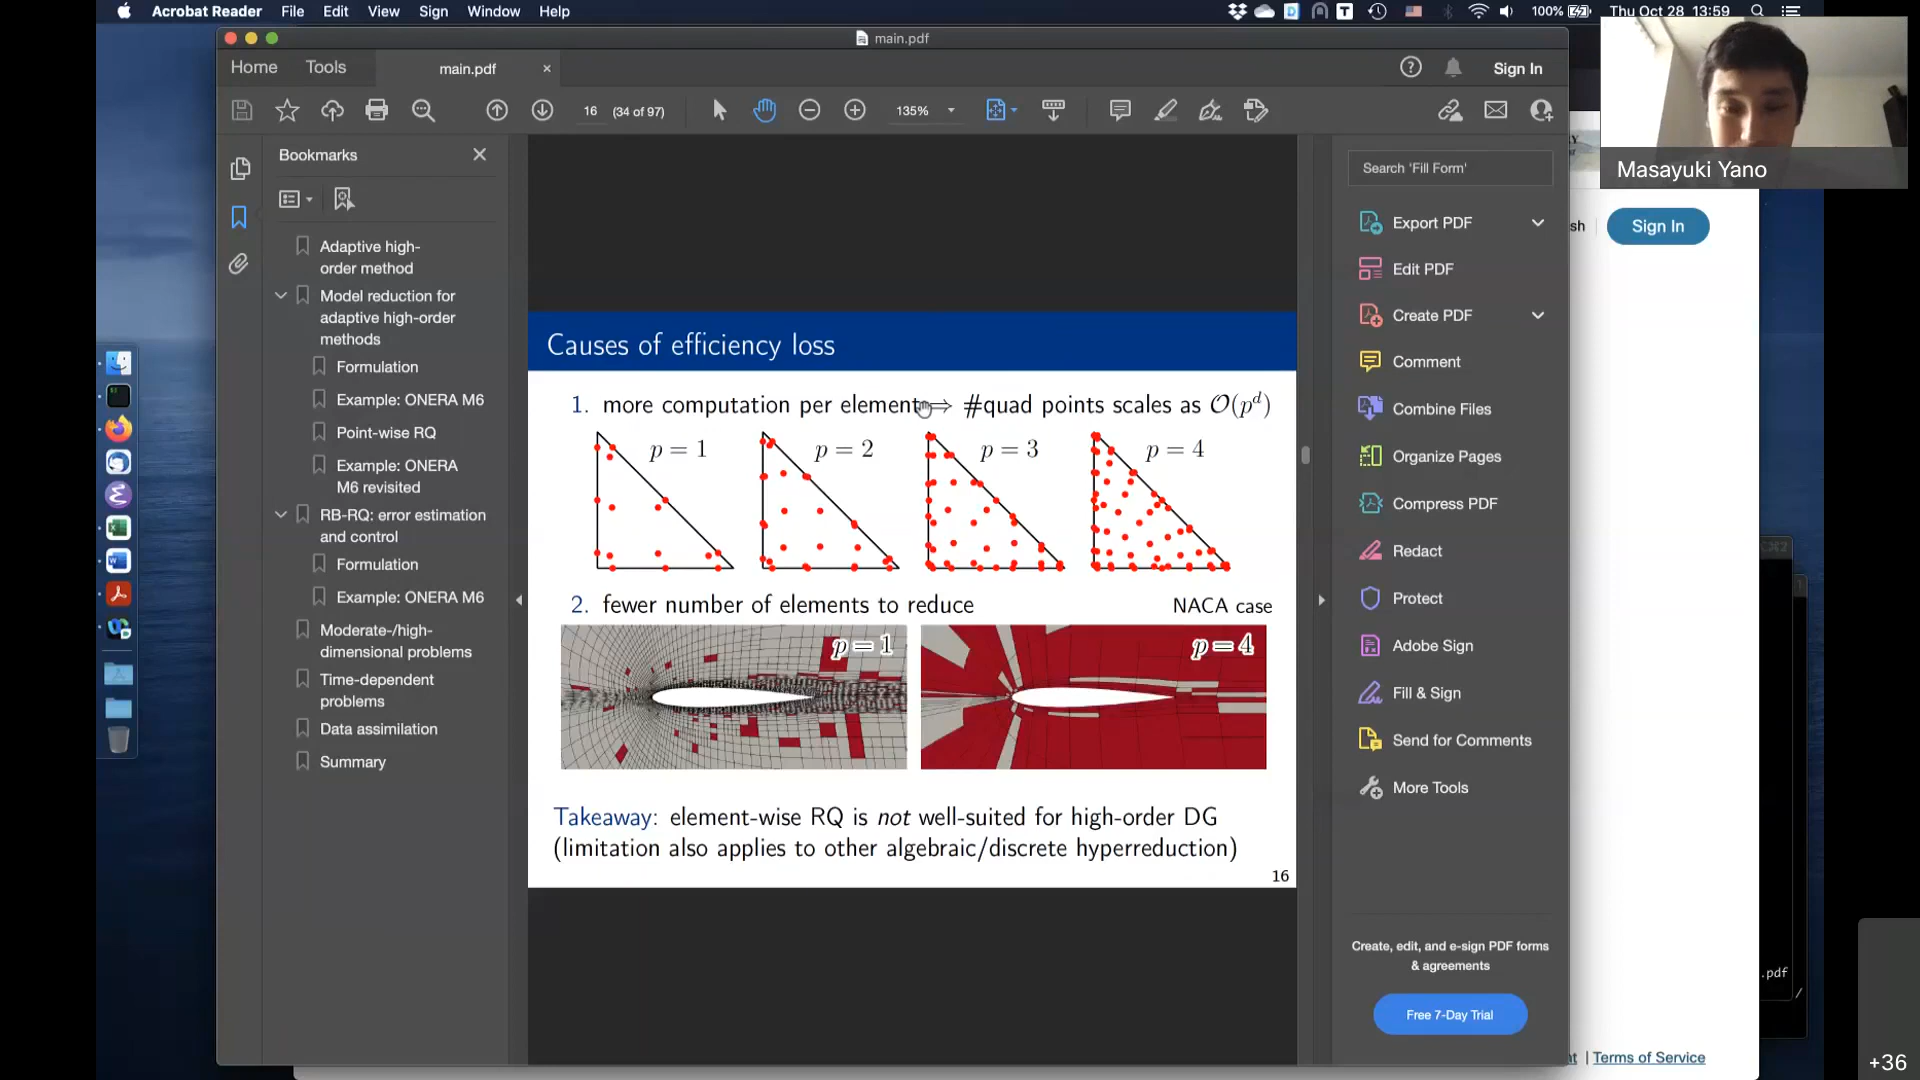 Acrobat Reader File Edit View Sign Window Help
100% Thu Oct 28 13:59
main.pdf
Home Tools main.pdf × Sign In
16 (34 of 97) 135%
Masayuki Yano
Bookmarks
Adaptive high-
order method
Model reduction for
adaptive high-order
methods
Formulation
Example: ONERA M6
Point-wise RQ
Example: ONERA
M6 revisited
RB-RQ: error estimation
and control
Formulation
Example: ONERA M6
Moderate-/high-
dimensional problems
Time-dependent
problems
Data assimilation
Summary
Causes of efficiency loss
1. more computation per element ⟹ #quad points scales as 𝒪(p^d)
p = 1 p = 2 p = 3 p = 4
2. fewer number of elements to reduce NACA case
p = 1 p = 4
Takeaway: element-wise RQ is not well-suited for high-order DG
(limitation also applies to other algebraic/discrete hyperreduction)
16
Search 'Fill Form'
Export PDF
Edit PDF
Create PDF
Comment
Combine Files
Organize Pages
Compress PDF
Redact
Protect
Adobe Sign
Fill & Sign
Send for Comments
More Tools
Create, edit, and e-sign PDF forms
& agreements
Free 7-Day Trial
sh Sign In
.pdf
| Terms of Service
+36